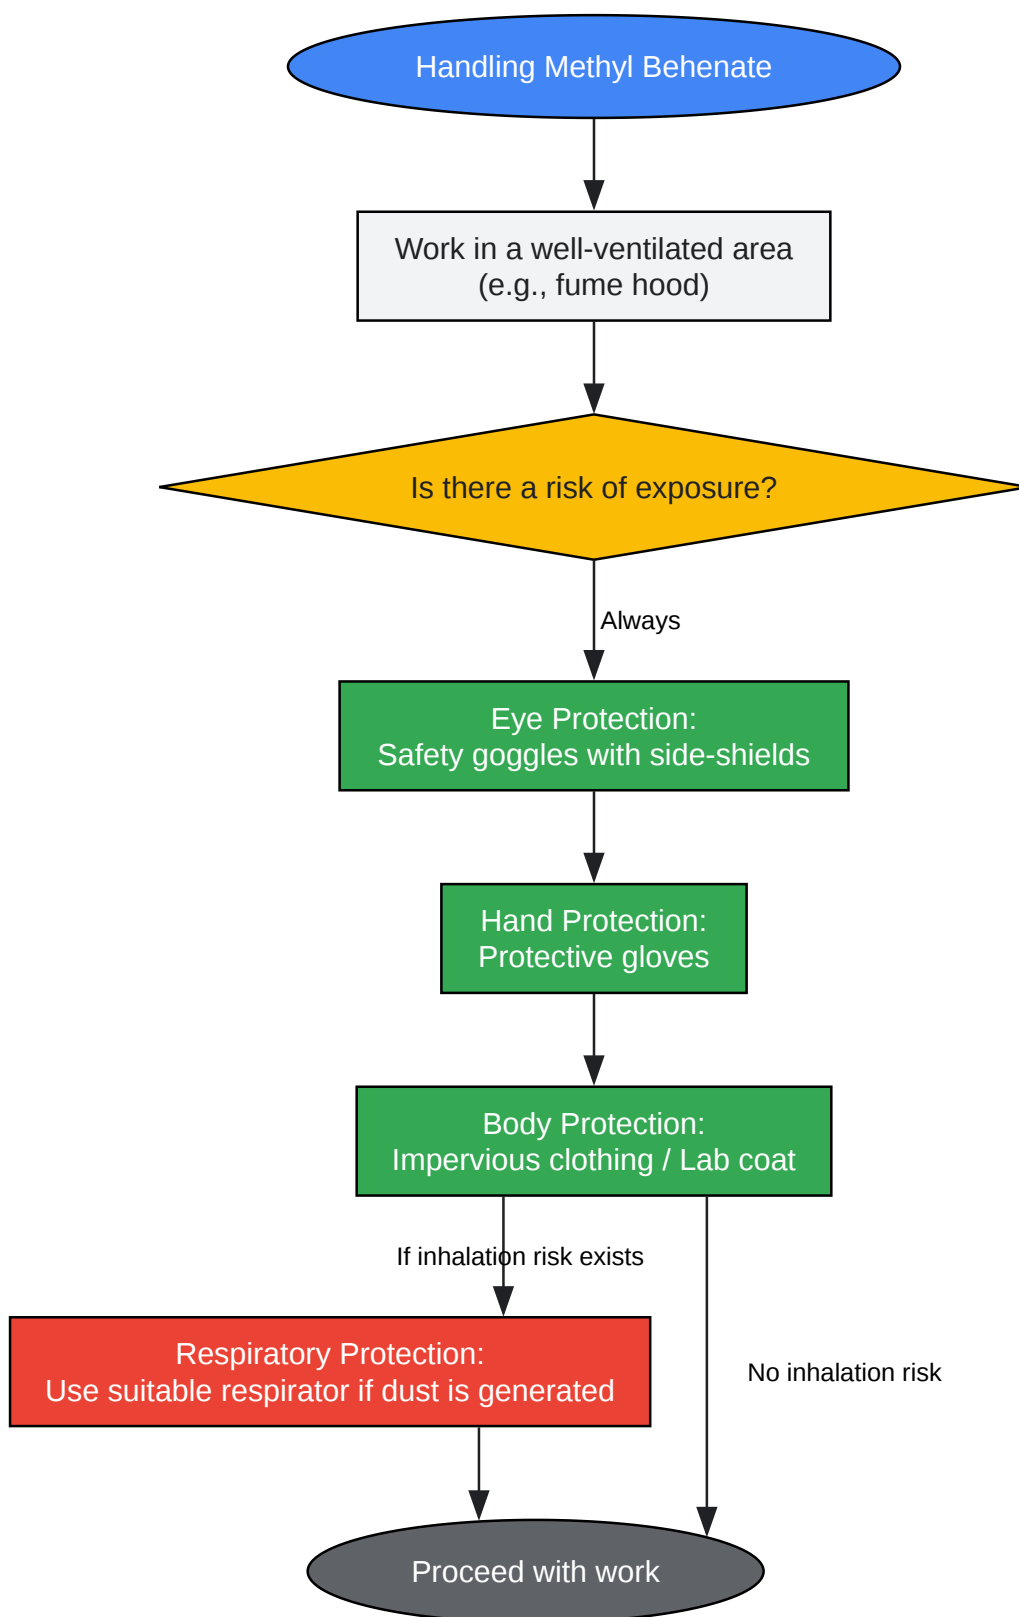 Handling Methyl Behenate
Work in a well-ventilated area
(e.g., fume hood)
Is there a risk of exposure?
Always
Eye Protection:
Safety goggles with side-shields
Hand Protection:
Protective gloves
Body Protection:
Impervious clothing / Lab coat
If inhalation risk exists
Respiratory Protection:
Use suitable respirator if dust is generated
No inhalation risk
Proceed with work